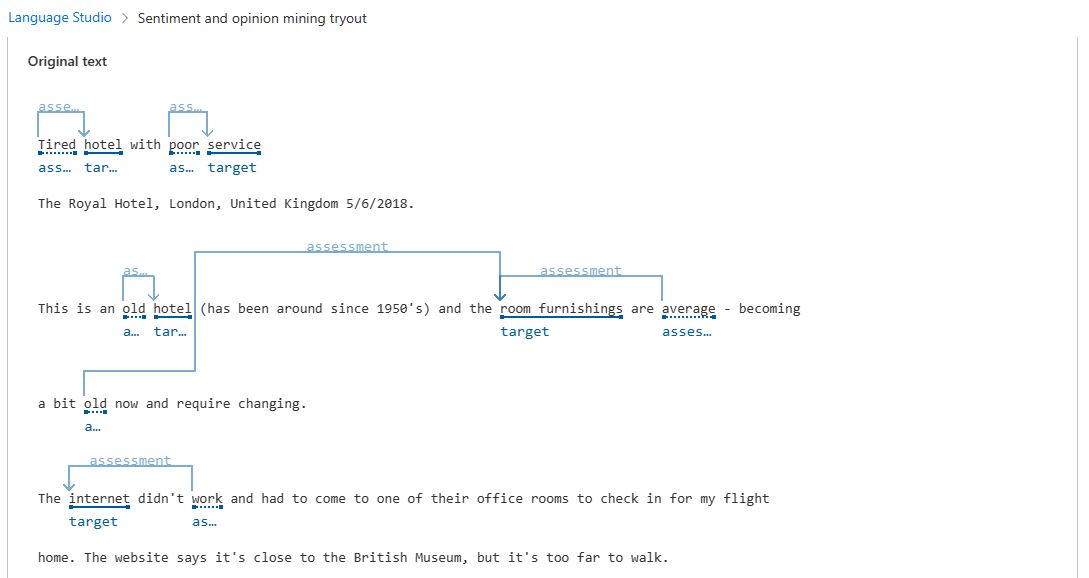 Language Studio > Sentiment and opinion mining tryout
Original text
asse... ass...
Tired hotel with poor service
ass... tar... as... target
The Royal Hotel, London, United Kingdom 5/6/2018.
assessment
as... assessment
This is an old hotel (has been around since 1950's) and the room furnishings are average - becoming
a... tar... target asses...
a bit old now and require changing.
a...
assessment
The internet didn't work and had to come to one of their office rooms to check in for my flight
target as...
home. The website says it's close to the British Museum, but it's too far to walk.